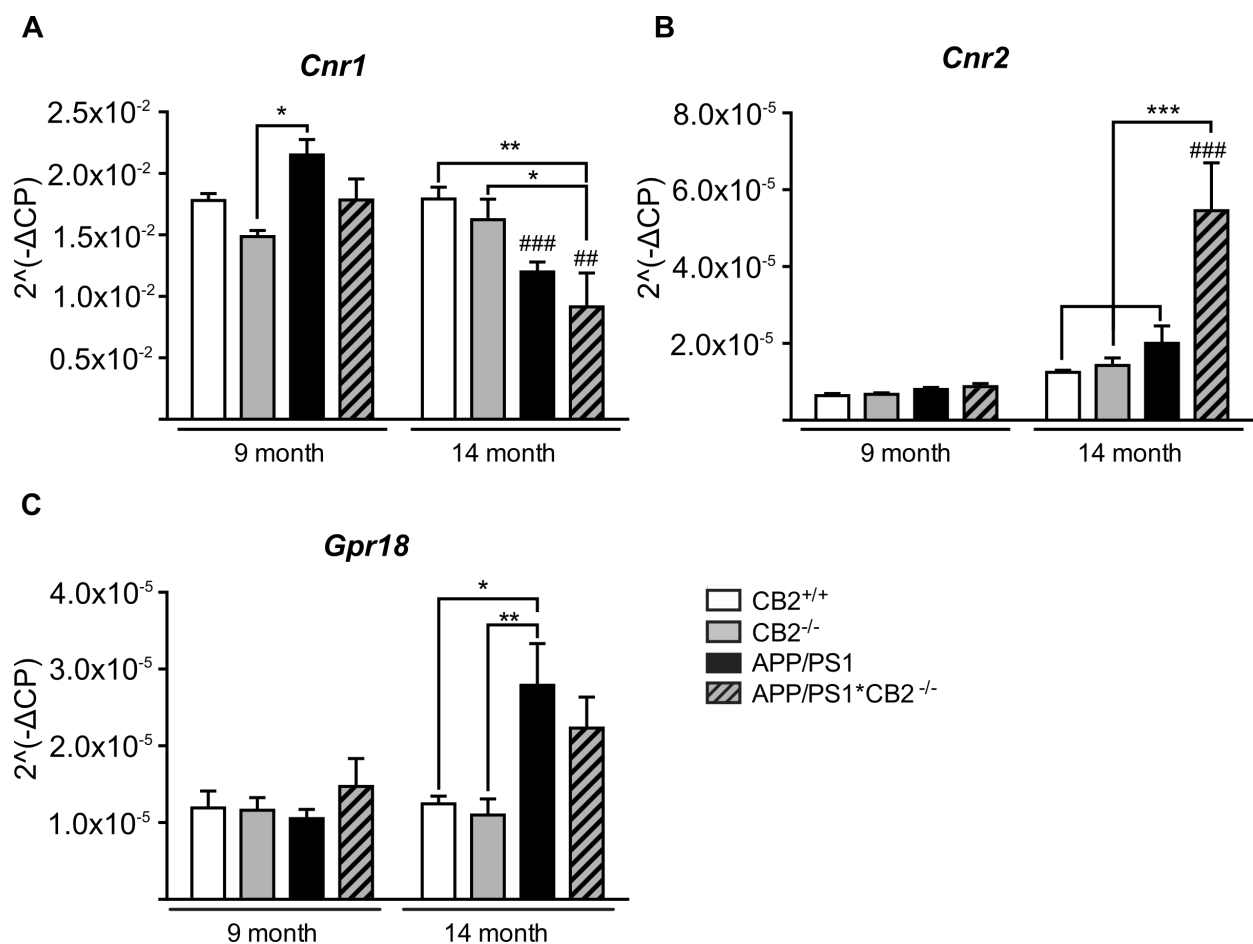 A
Cnr1
2^(-ΔCP)
2.5x10⁻²
2.0x10⁻²
1.5x10⁻²
1.0x10⁻²
0.5x10⁻²
*
**
*
###
##
9 month
14 month
B
Cnr2
2^(-ΔCP)
8.0x10⁻⁵
6.0x10⁻⁵
4.0x10⁻⁵
2.0x10⁻⁵
***
###
9 month
14 month
C
Gpr18
2^(-ΔCP)
4.0x10⁻⁵
3.0x10⁻⁵
2.0x10⁻⁵
1.0x10⁻⁵
*
**
9 month
14 month
CB2⁺/⁺
CB2⁻/⁻
APP/PS1
APP/PS1*CB2 ⁻/⁻